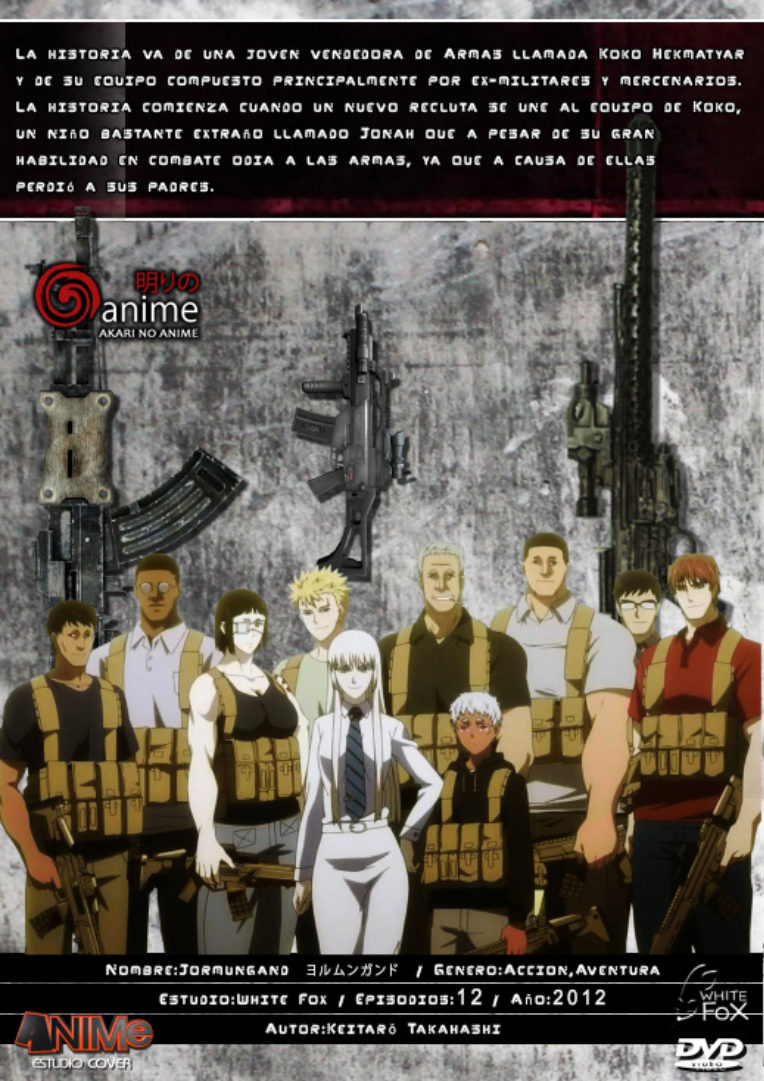 La historia va de una joven vendedora de Armas llamada Koko Hekmatyar
y de su equipo compuesto principalmente por ex-militares y mercenarios.
La historia comienza cuando un nuevo recluta se une al equipo de Koko,
un niño bastante extraño llamado Jonah que a pesar de su gran
habilidad en combate odia a las armas, ya que a causa de ellas
perdió a sus padres.
明りの
anime
AKARI NO ANIME
Nombre:Jormungand ヨルムンガンド / Genero:Accion,Aventura
Estudio:White Fox / Episodios:12 / Año:2012
Autor:Keitarō Takahashi
WHITE
FOX
ANIMe
ESTUDIO COVER
DVD
VIDEO